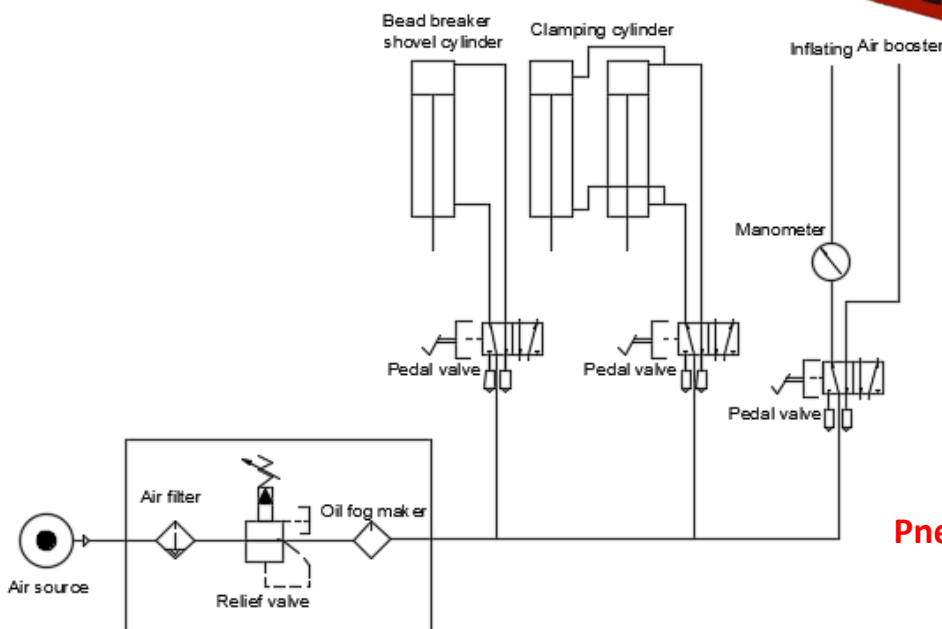 Bead breaker
shovel cylinder
Clamping cylinder
Inflating Air booster
Manometer
Pedal valve
Pedal valve
Pedal valve
Air filter
Oil fog maker
Air source
Relief valve
Pne